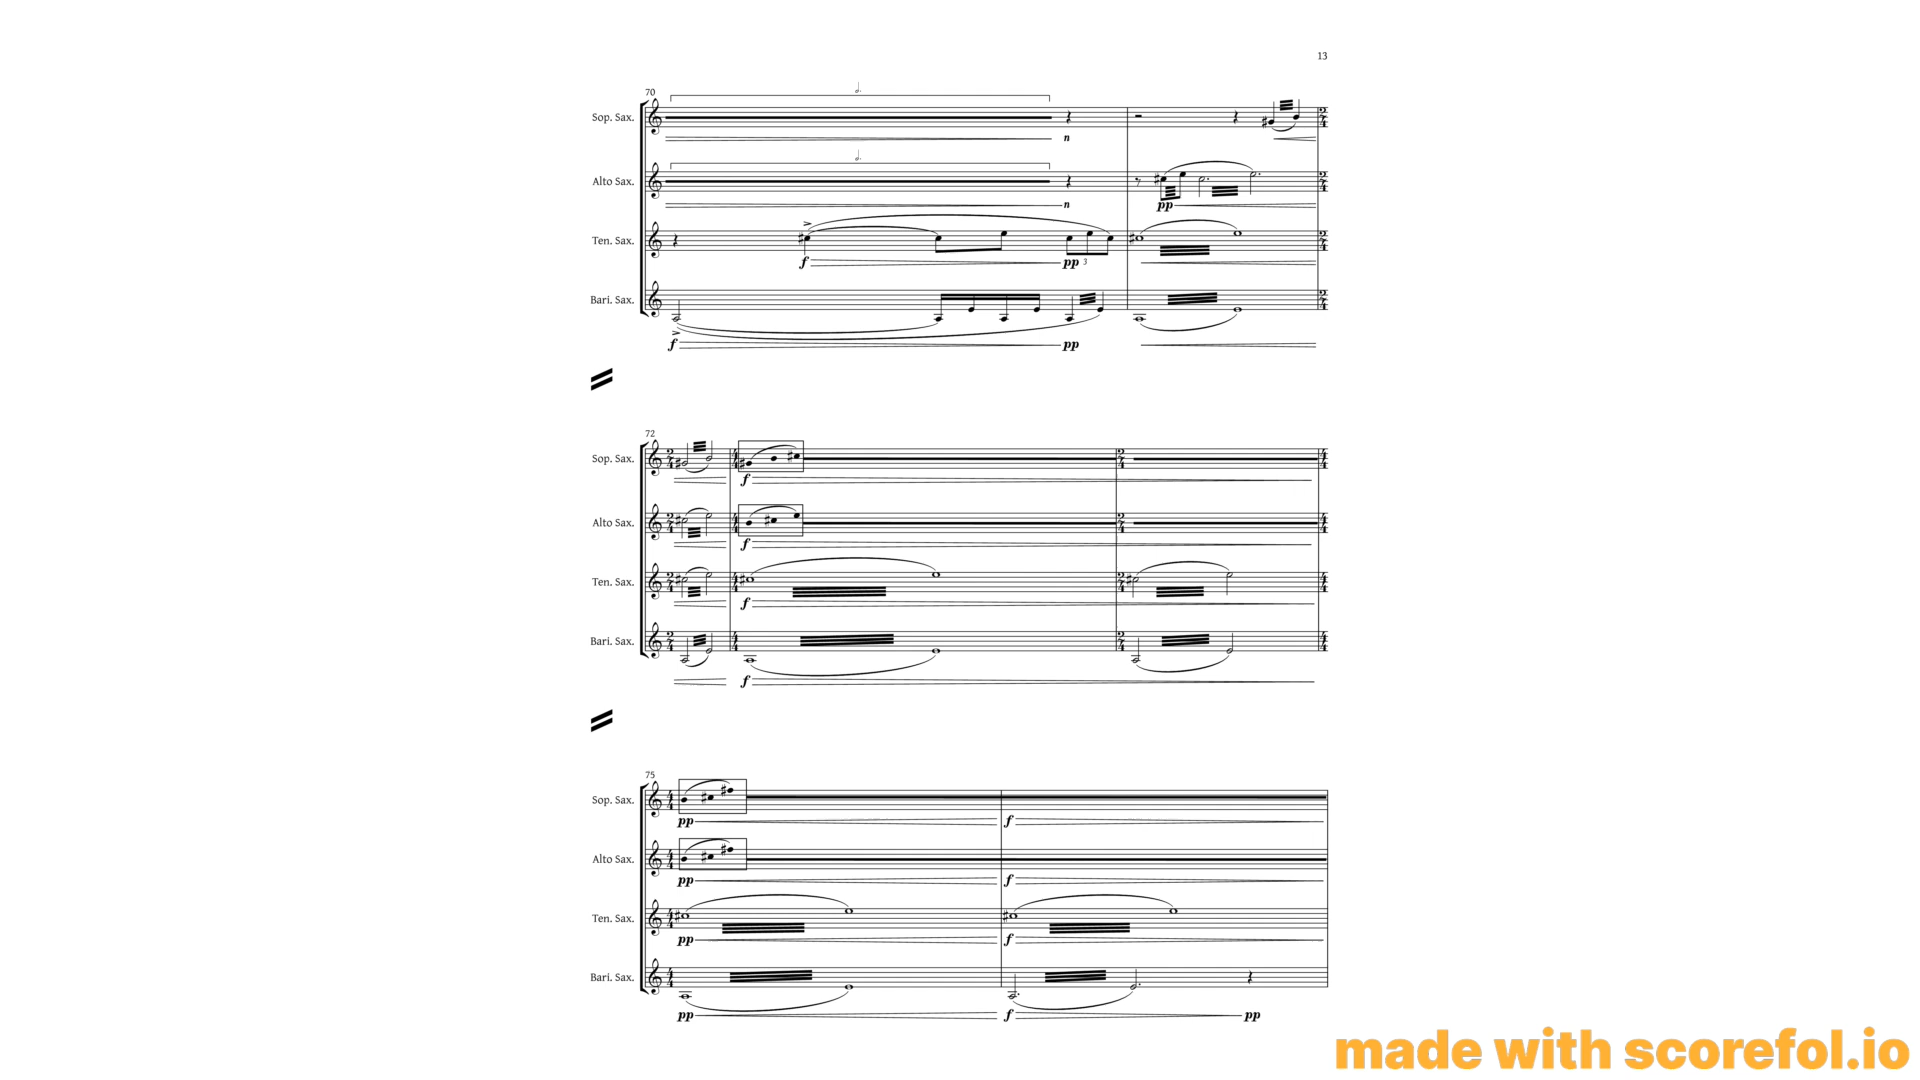 13
70
Sop. Sax.
n
Alto Sax.
n
pp
Ten. Sax.
f
pp
3
Bari. Sax.
f
pp
72
Sop. Sax.
f
Alto Sax.
f
Ten. Sax.
f
Bari. Sax.
f
75
Sop. Sax.
pp f
Alto Sax.
pp f
Ten. Sax.
pp f
Bari. Sax.
pp f pp
made with scorefol.io